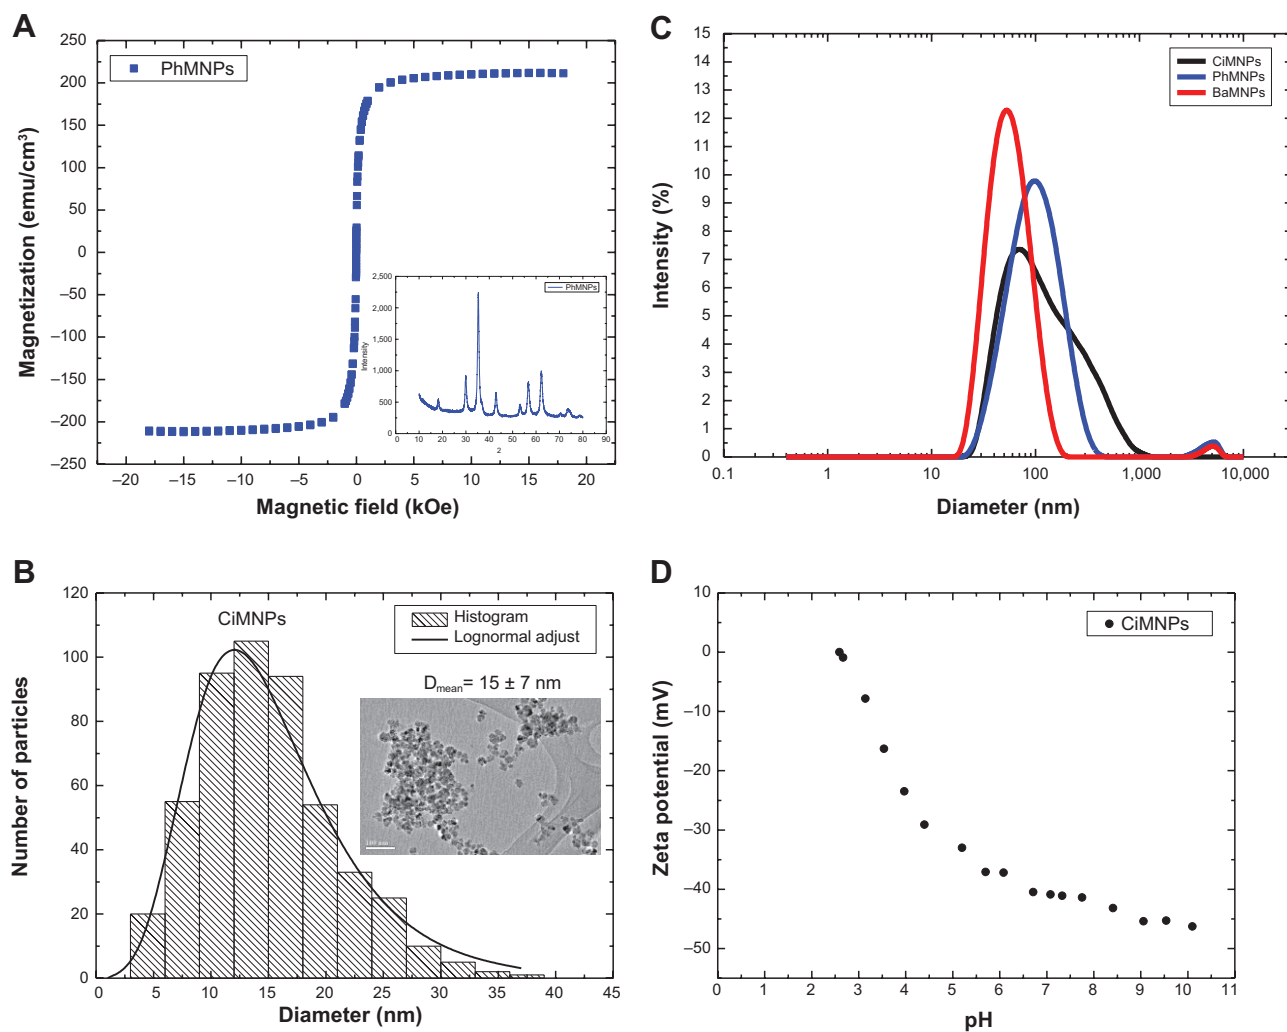 A
250
200
150
100
50
0
–50
–100
–150
–200
–250
Magnetization (emu/cm³)
PhMNPs
–20 –15 –10 –5 0 5 10 15 20
Magnetic field (kOe)
2,500
2,000
1,500
1,000
500
0
Intensity
PhMNPs
0 10 20 30 40 50 60 70 80 90
2
C
15
14
13
12
11
10
9
8
7
6
5
4
3
2
1
0
Intensity (%)
CiMNPs
PhMNPs
BaMNPs
0.1 1 10 100 1,000 10,000
Diameter (nm)
B
120
100
80
60
40
20
0
Number of particles
CiMNPs
Histogram
Lognormal adjust
Dmean= 15 ± 7 nm
100 nm
0 5 10 15 20 25 30 35 40 45
Diameter (nm)
D
10
0
–10
–20
–30
–40
–50
Zeta potential (mV)
CiMNPs
0 1 2 3 4 5 6 7 8 9 10 11
pH